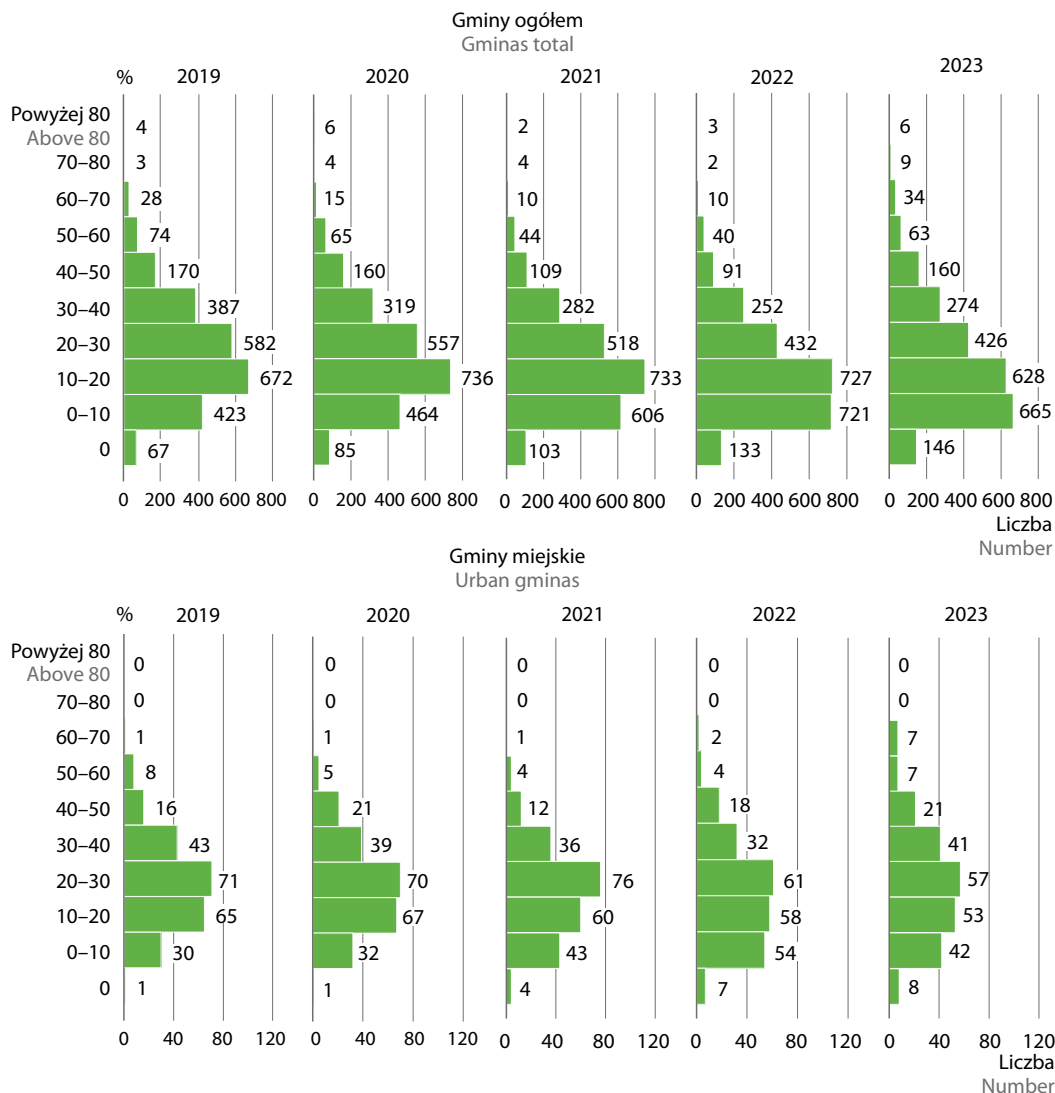 Gminy ogółem
Gminas total
% 2019 2020 2021 2022 2023
Powyżej 80 4 6 2 3 6
Above 80
70–80 3 4 4 2 9
60–70 28 15 10 10 34
50–60 74 65 44 40 63
40–50 170 160 109 91 160
30–40 387 319 282 252 274
20–30 582 557 518 432 426
10–20 672 736 733 727 628
0–10 423 464 606 721 665
0 67 85 103 133 146
0 200 400 600 800 0 200 400 600 800 0 200 400 600 800 0 200 400 600 800 0 200 400 600 800
Liczba
Number
Gminy miejskie
Urban gminas
% 2019 2020 2021 2022 2023
Powyżej 80 0 0 0 0 0
Above 80
70–80 0 0 0 0 0
60–70 1 1 1 2 7
50–60 8 5 4 4 7
40–50 16 21 12 18 21
30–40 43 39 36 32 41
20–30 71 70 76 61 57
10–20 65 67 60 58 53
0–10 30 32 43 54 42
0 1 1 4 7 8
0 40 80 120 0 40 80 120 0 40 80 120 0 40 80 120 0 40 80 120
Liczba
Number